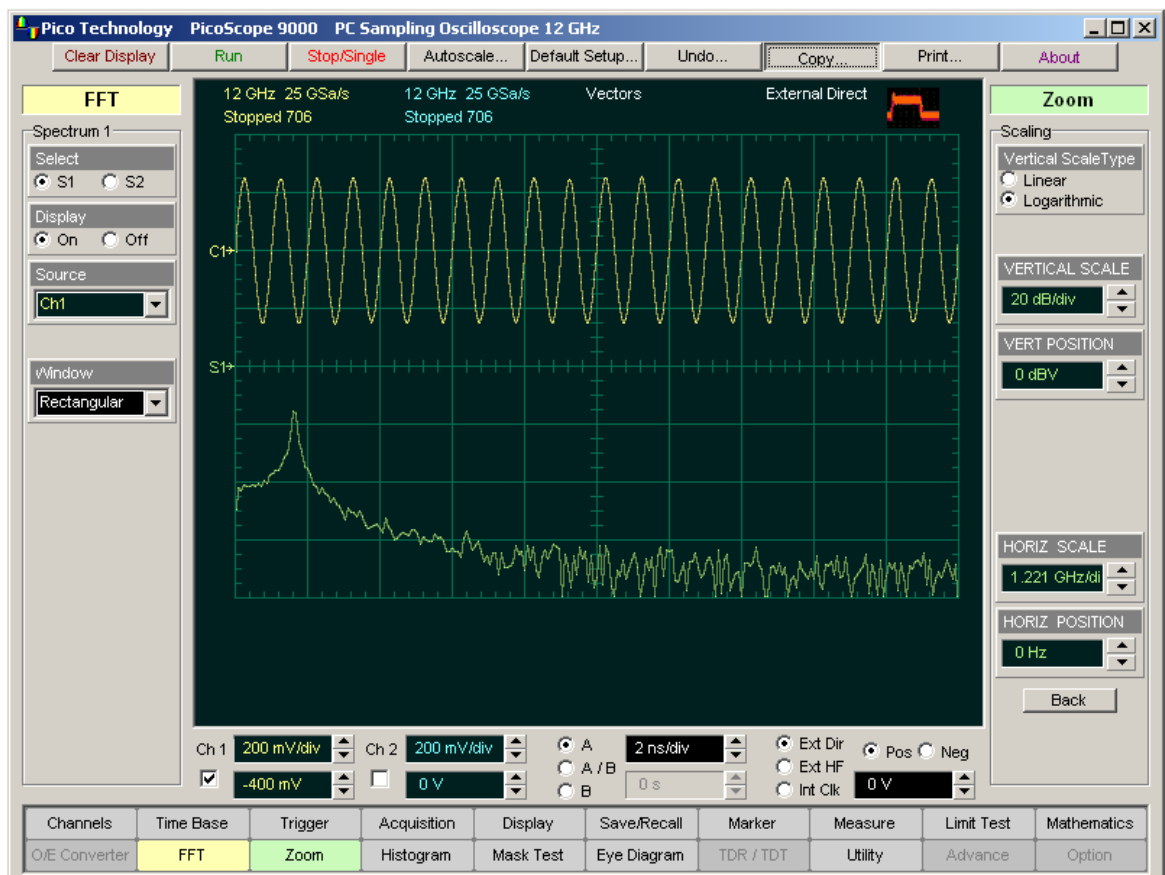 Pico Technology PicoScope 9000 PC Sampling Oscilloscope 12 GHz
Clear Display Run Stop/Single Autoscale... Default Setup... Undo... Copy... Print... About
FFT
Spectrum 1
Select
S1 S2
Display
On Off
Source
Ch1
Window
Rectangular
12 GHz 25 GSa/s 12 GHz 25 GSa/s Vectors External Direct
Stopped 706 Stopped 706
C1
S1
Zoom
Scaling
Vertical ScaleType
Linear
Logarithmic
VERTICAL SCALE
20 dB/div
VERT POSITION
0 dBV
HORIZ SCALE
1.221 GHz/di
HORIZ POSITION
0 Hz
Back
Ch 1 200 mV/div Ch 2 200 mV/div A 2 ns/div Ext Dir Pos Neg
A / B Ext HF
-400 mV 0 V B 0 s Int Clk 0 V
Channels Time Base Trigger Acquisition Display Save/Recall Marker Measure Limit Test Mathematics
O/E Converter FFT Zoom Histogram Mask Test Eye Diagram TDR / TDT Utility Advance Option